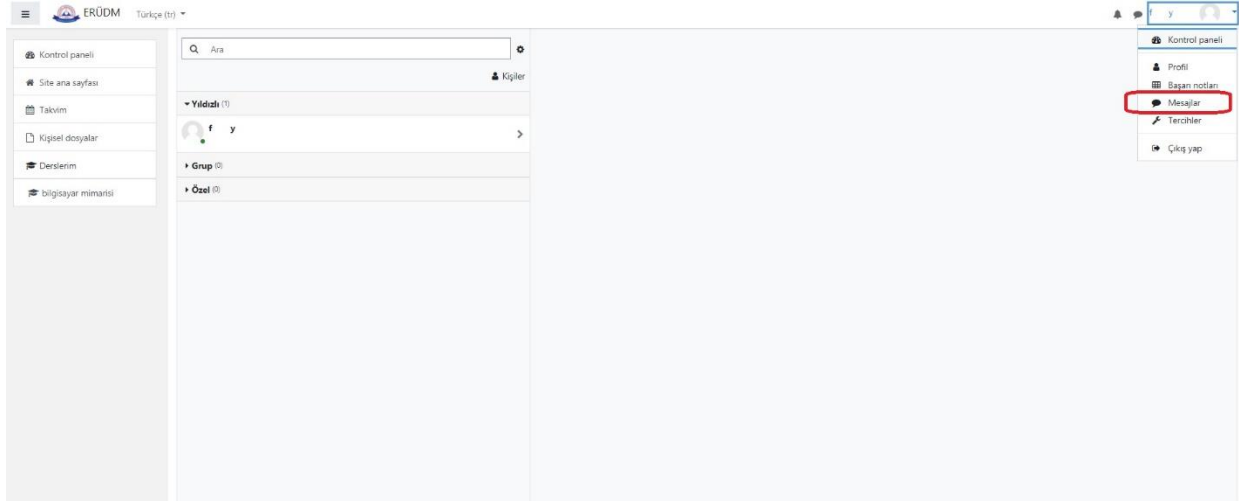 ERÜDM Türkçe (tr)
f y
Kontrol paneli
Site ana sayfası
Takvim
Kişisel dosyalar
Derslerim
bilgisayar mimarisi
Ara
Kişiler
Yıldızlı (1)
f y
Grup (0)
Özel (0)
Kontrol paneli
Profil
Başarı notları
Mesajlar
Tercihler
Çıkış yap